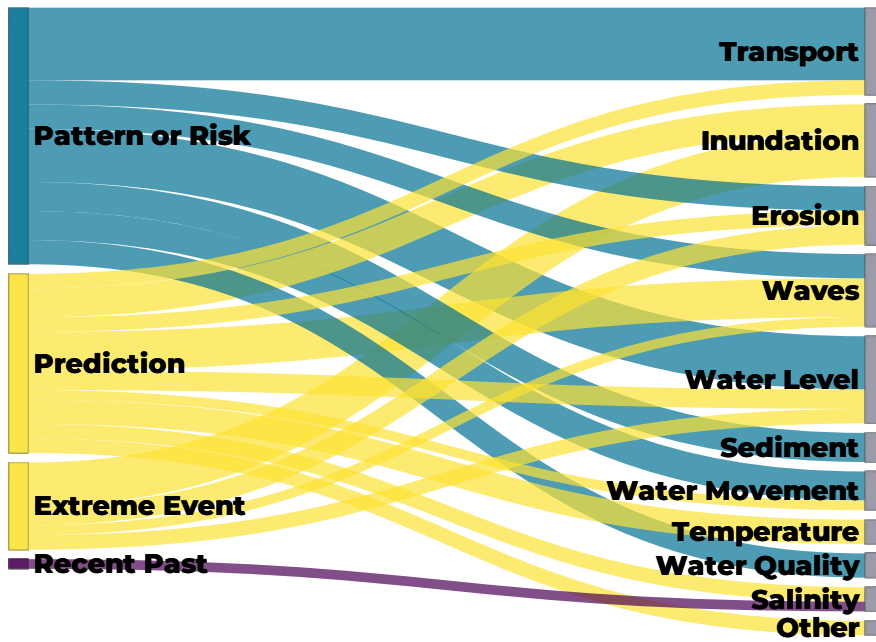 Pattern or Risk
Prediction
Extreme Event
Recent Past
Transport
Inundation
Erosion
Waves
Water Level
Sediment
Water Movement
Temperature
Water Quality
Salinity
Other